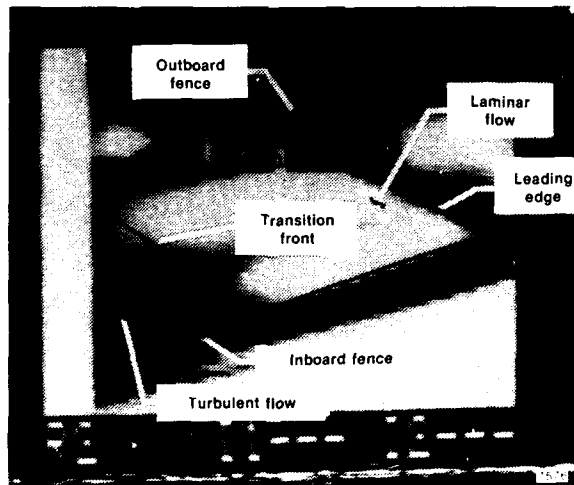 Outboard
fence
Laminar
flow
Leading
edge
Transition
front
Inboard fence
Turbulent flow